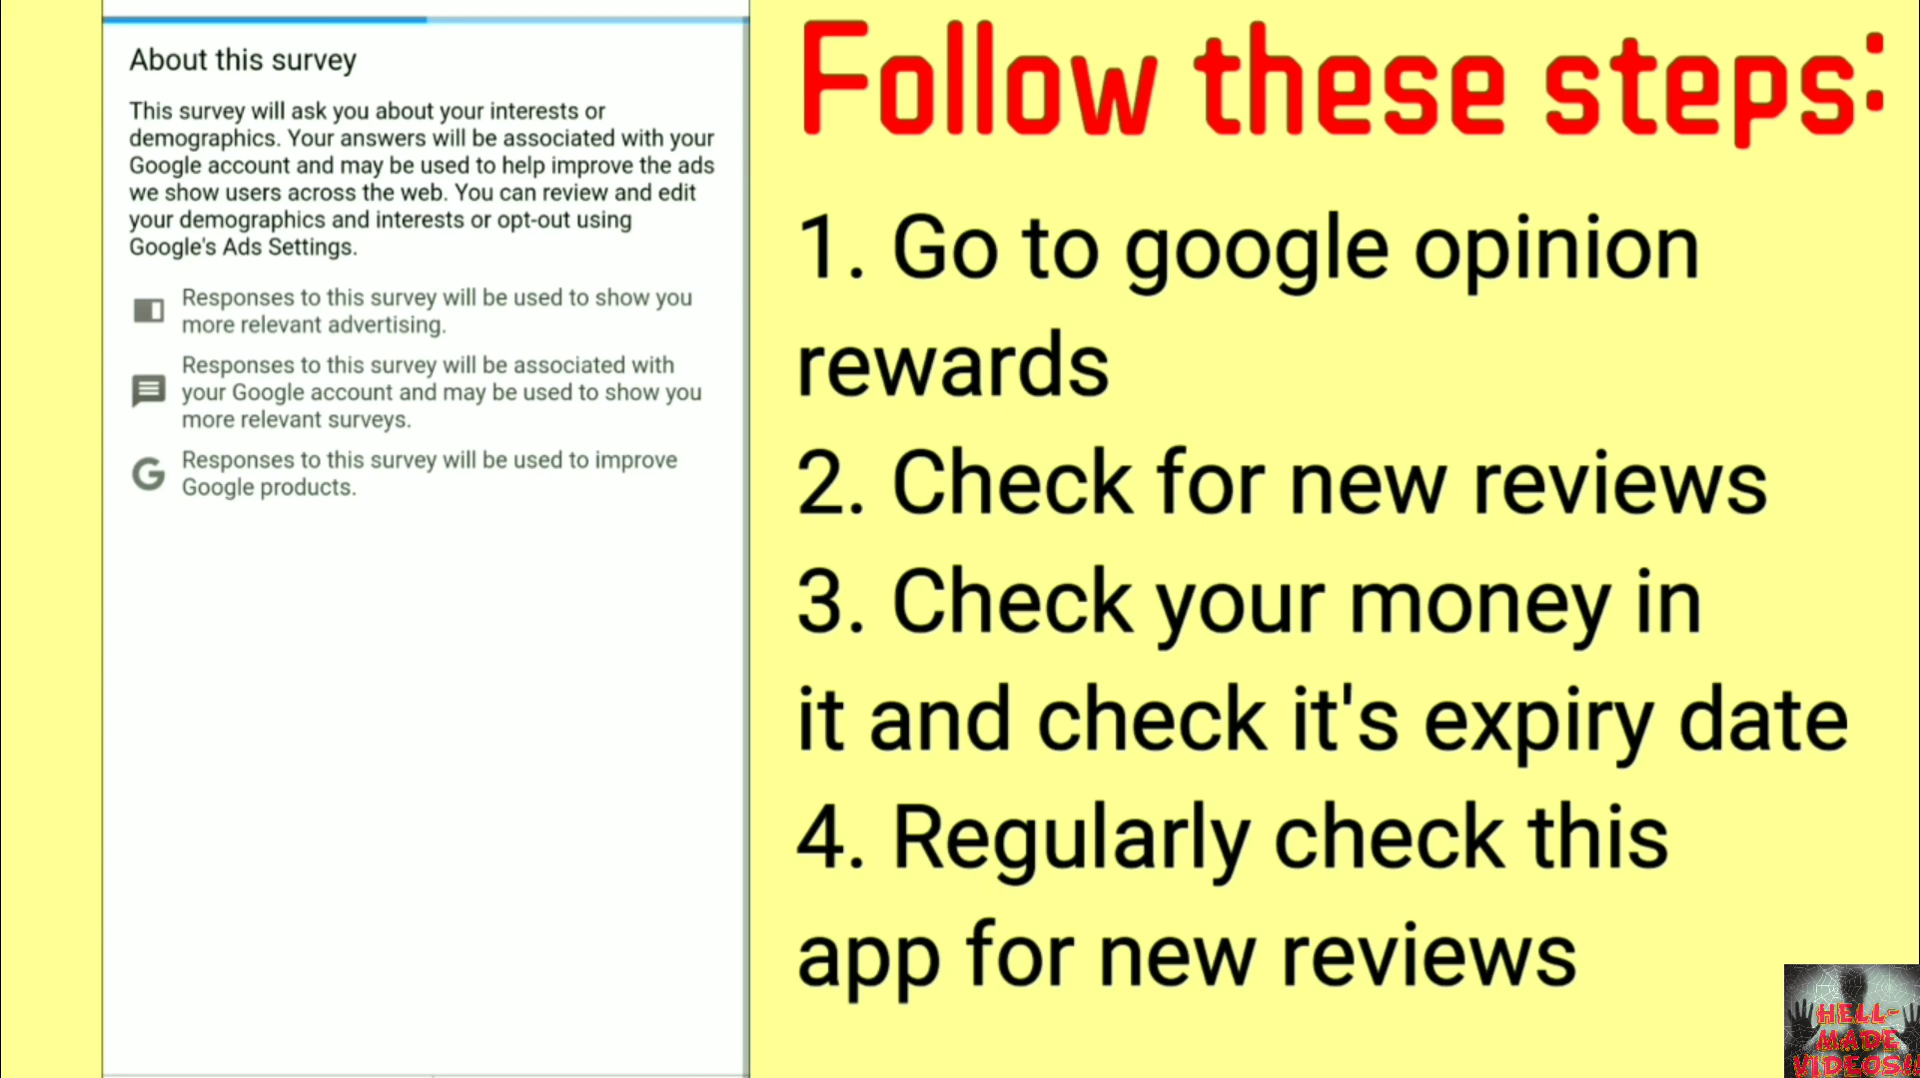 About this survey
This survey will ask you about your interests or
demographics. Your answers will be associated with your
Google account and may be used to help improve the ads
we show users across the web. You can review and edit
your demographics and interests or opt-out using
Google's Ads Settings.
Responses to this survey will be used to show you
more relevant advertising.
Responses to this survey will be associated with
your Google account and may be used to show you
more relevant surveys.
Responses to this survey will be used to improve
Google products.
Follow these steps:
1. Go to google opinion
rewards
2. Check for new reviews
3. Check your money in
it and check it's expiry date
4. Regularly check this
app for new reviews
HELL-
MADE
VIDEOS!!